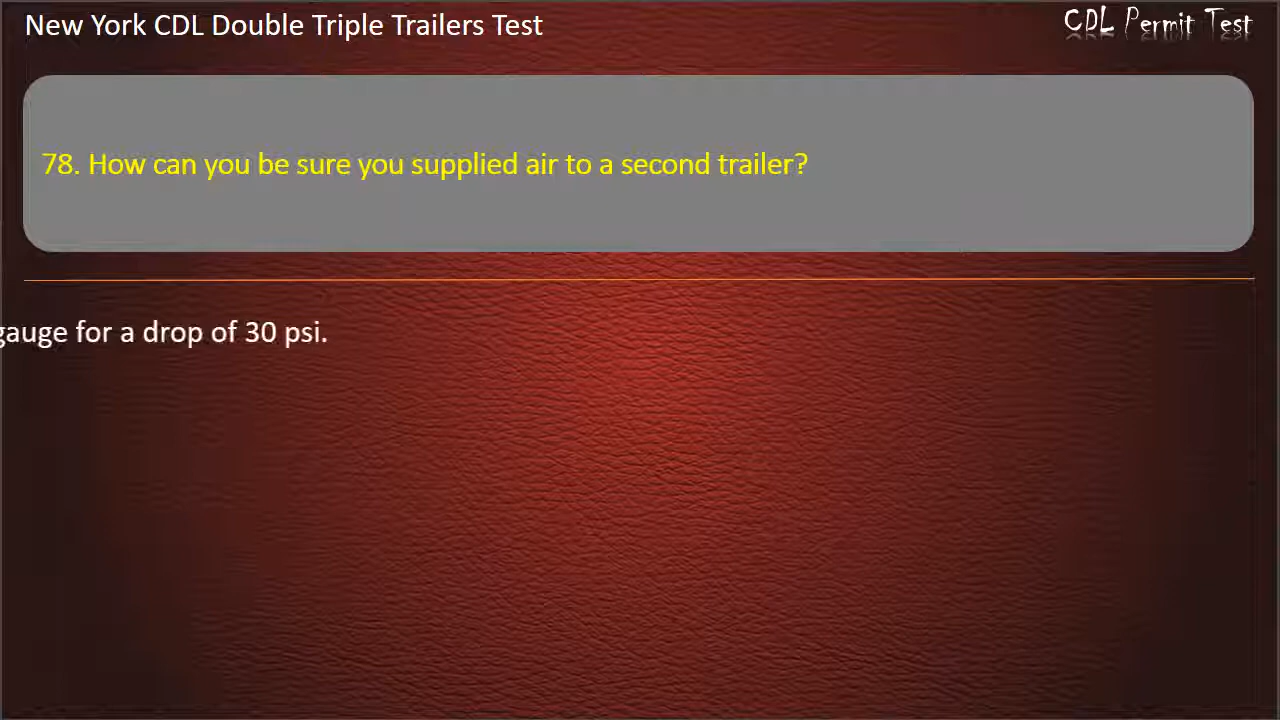 New York CDL Double Triple Trailers Test
CDL Permit Test
78. How can you be sure you supplied air to a second trailer?
gauge for a drop of 30 psi.